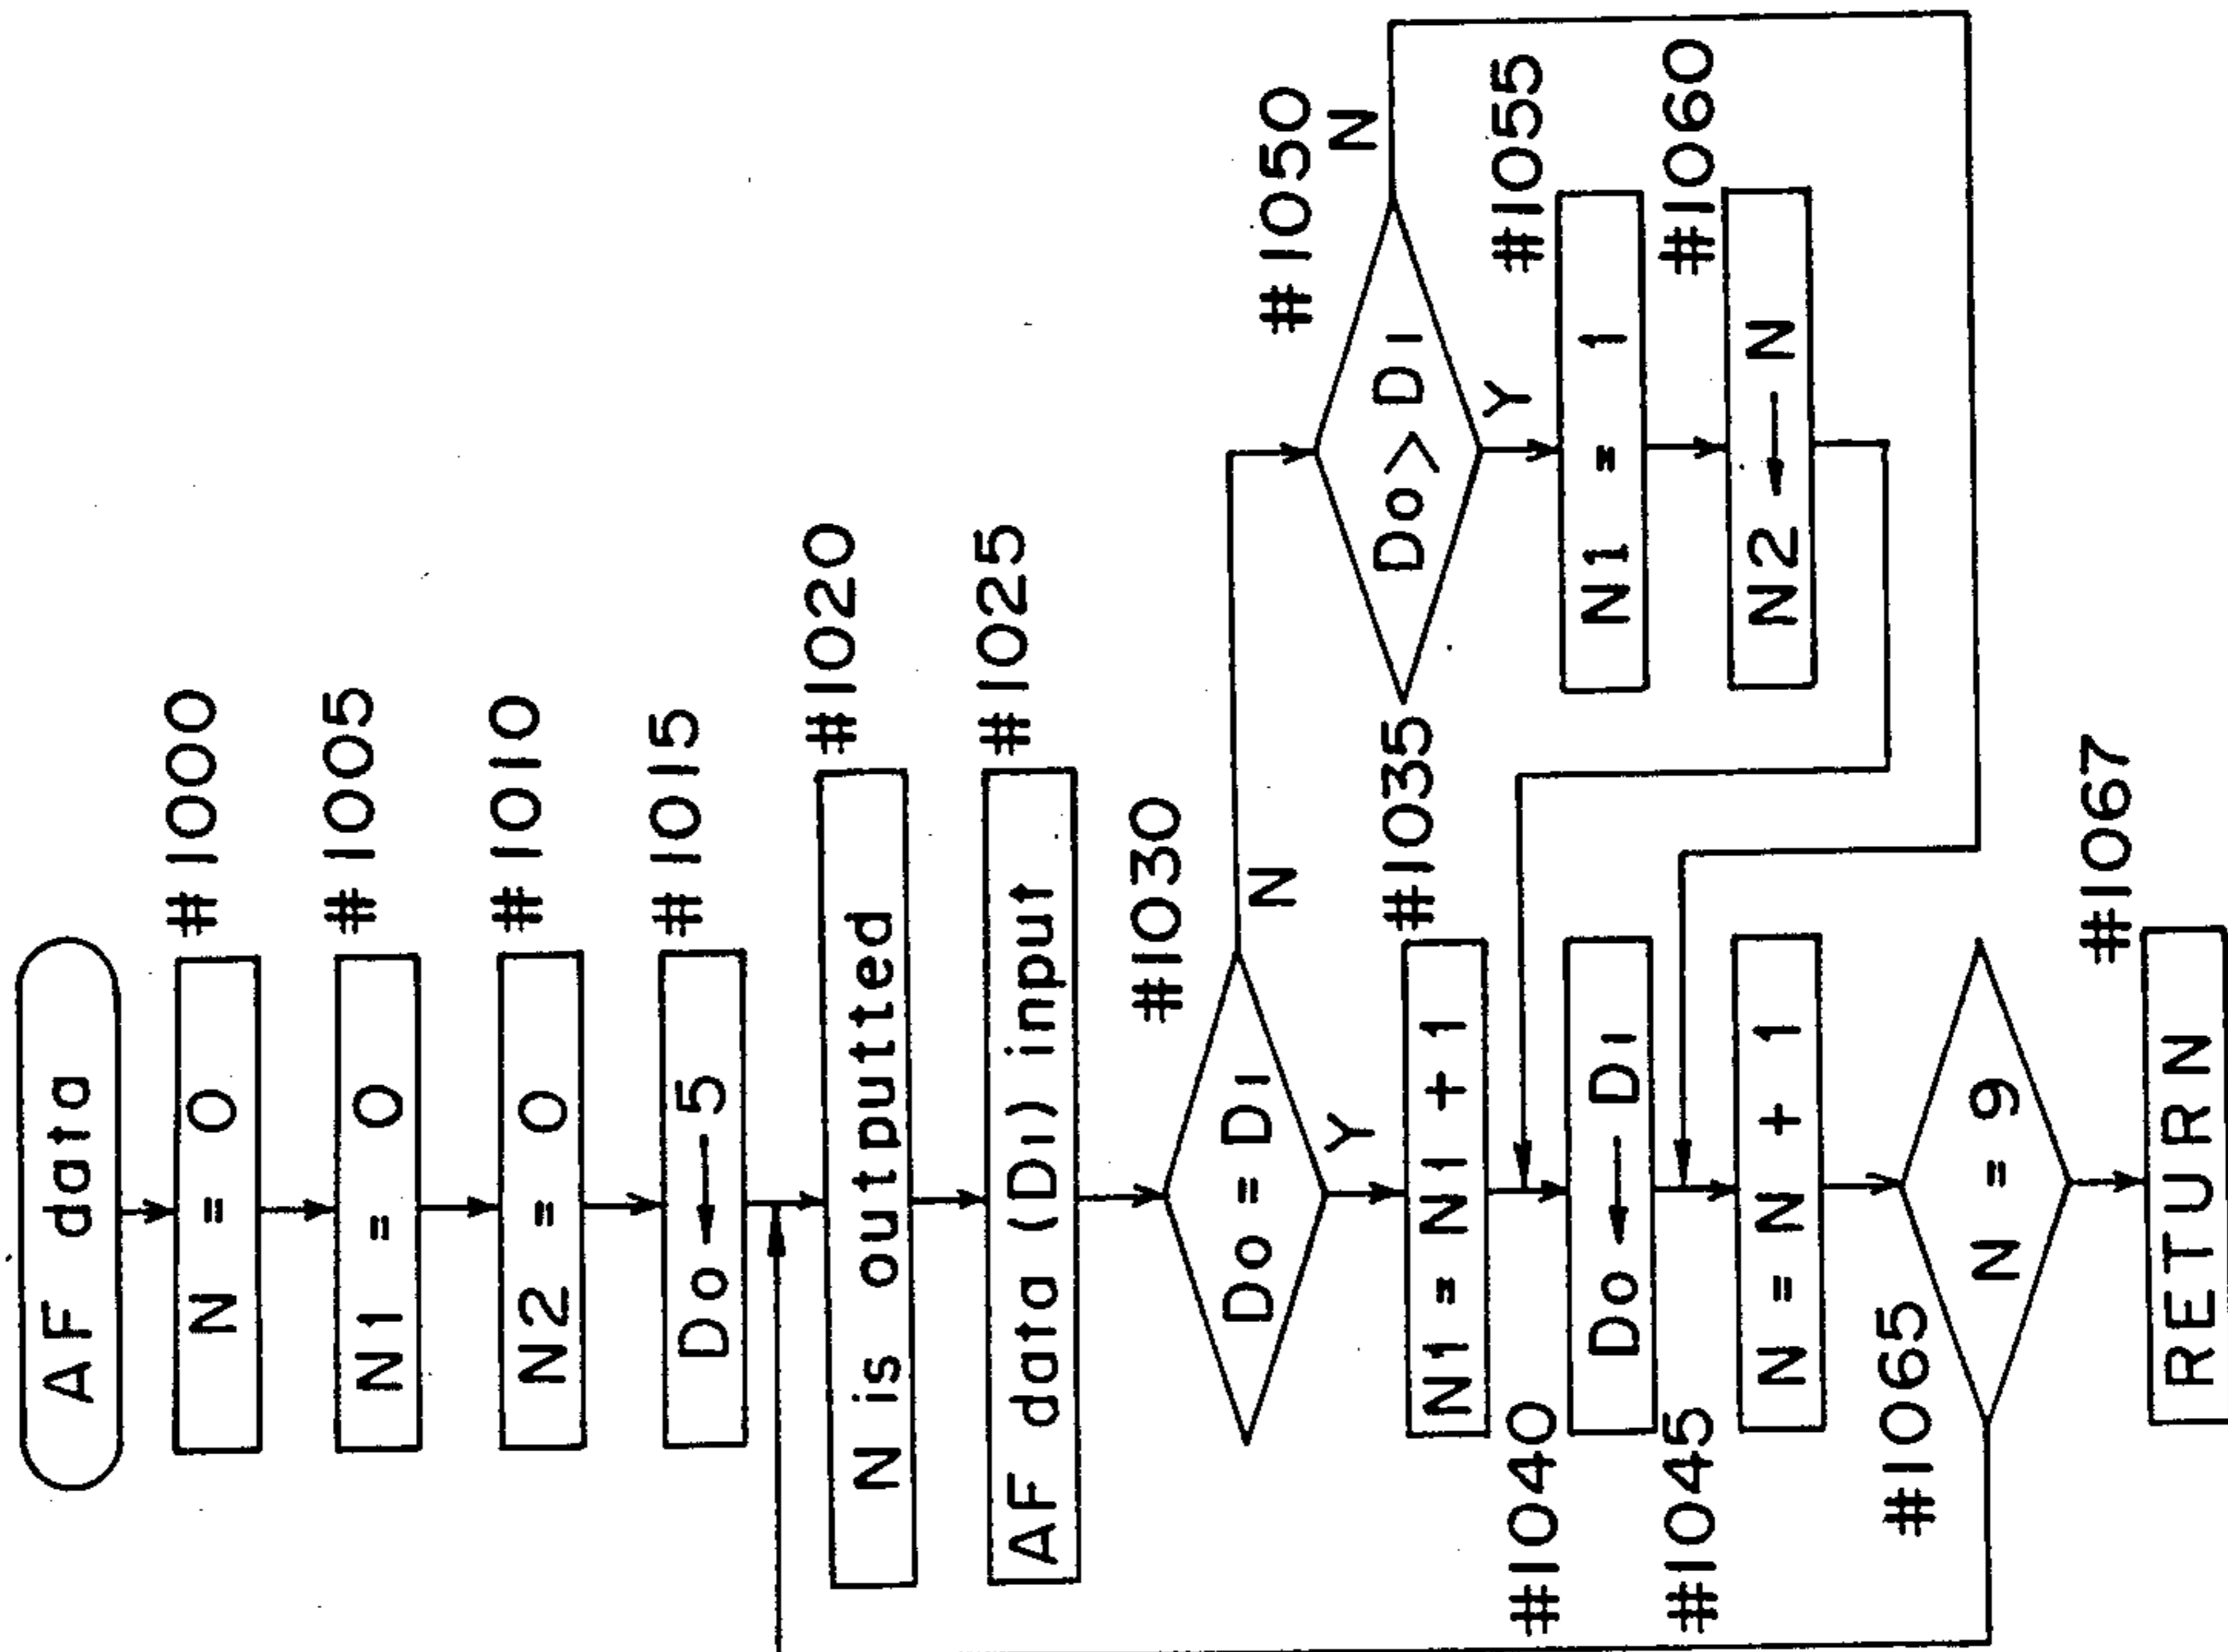 AF data
N = 0 #1000
N1 = 0 #1005
N2 = 0 #1010
Do ← 5 #1015
N is outputted #1020
AF data (D1) input #1025
#1030
Do = D1
N
Y
#1050
Do > D1
N
Y
N1 = N1 + 1 #1035
N1 = 1 #1055
#1040
Do ← D1
N2 ← N #1060
#1045
N = N + 1
#1065
N = 9
RETURN #1067